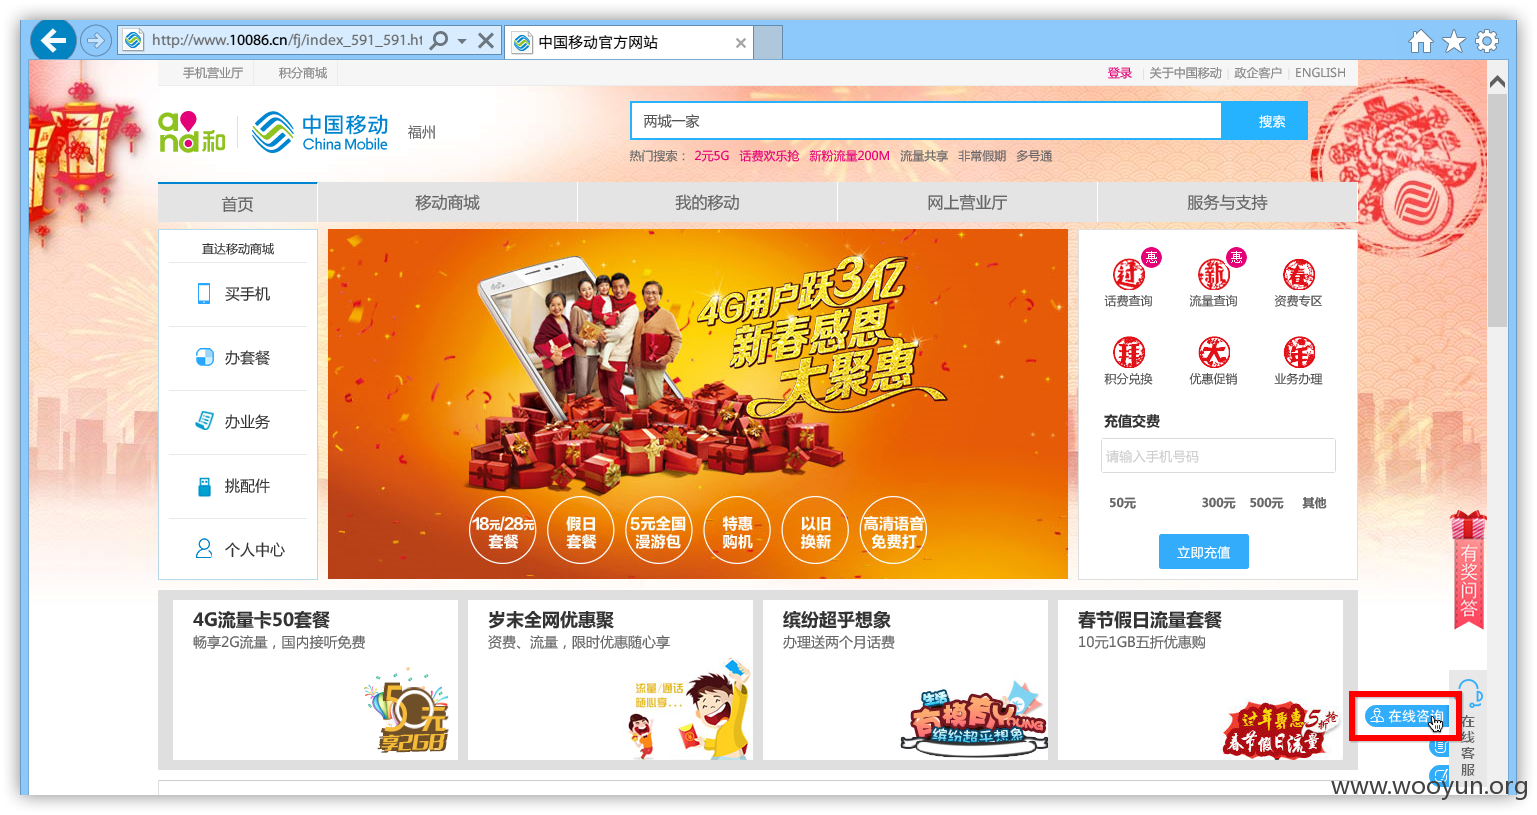 http://www.10086.cn/fj/index_591_591.ht
中国移动官方网站
手机营业厅
积分商城
登录
关于中国移动
政企客户
ENGLISH
and和
中国移动
China Mobile
福州
两城一家
搜索
热门搜索：
2元5G
话费欢乐抢
新粉流量200M
流量共享
非常假期
多号通
首页
移动商城
我的移动
网上营业厅
服务与支持
直达移动商城
买手机
办套餐
办业务
挑配件
个人中心
4G用户跃3亿
新春感恩
大聚惠
18元/28元
套餐
假日
套餐
5元全国
漫游包
特惠
购机
以旧
换新
高清语音
免费打
惠
惠
过
新
春
话费查询
流量查询
资费专区
拜
大
年
积分兑换
优惠促销
业务办理
充值交费
请输入手机号码
50元
300元
500元
其他
立即充值
有奖问答
4G流量卡50套餐
畅享2G流量，国内接听免费
50元
享2GB
岁末全网优惠聚
资费、流量，限时优惠随心享
流量/通话
随心享...
缤纷超乎想象
办理送两个月话费
生活
有模有YOUNG
缤纷超乎想象
春节假日流量套餐
10元1GB五折优惠购
过年聚惠5折抢
春节假日流量
在线咨询
在线客服
www.wooyun.org